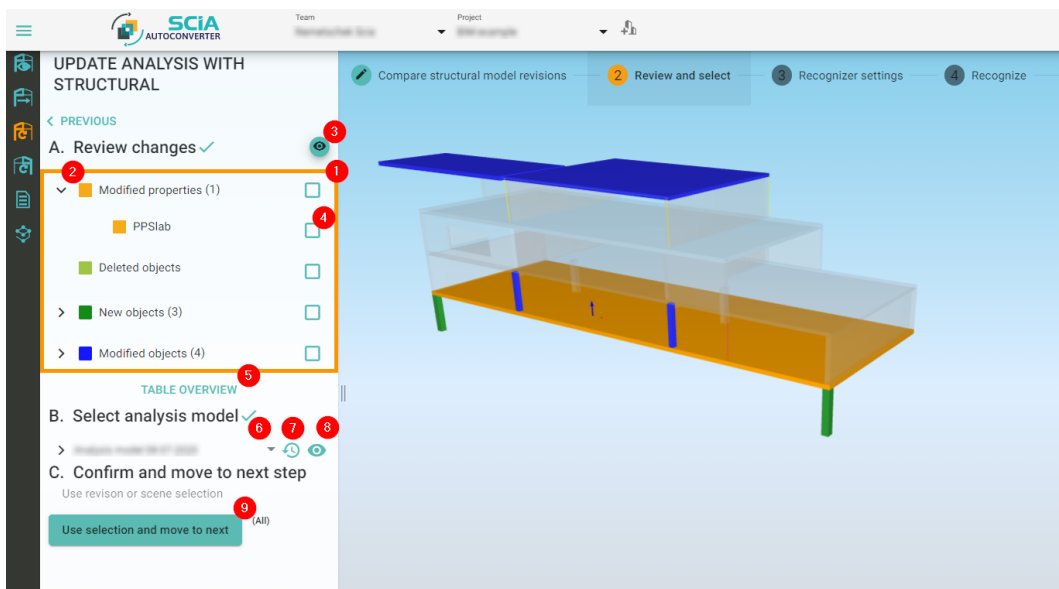 SCiA
AUTOCONVERTER
Team
Project
UPDATE ANALYSIS WITH
STRUCTURAL
PREVIOUS
A. Review changes
3
1
2
Modified properties (1)
4
PPSlab
Deleted objects
New objects (3)
Modified objects (4)
5
TABLE OVERVIEW
B. Select analysis model
6
7
8
C. Confirm and move to next step
Use revison or scene selection
9
Use selection and move to next
(All)
Compare structural model revisions
2 Review and select
3 Recognizer settings
4 Recognize